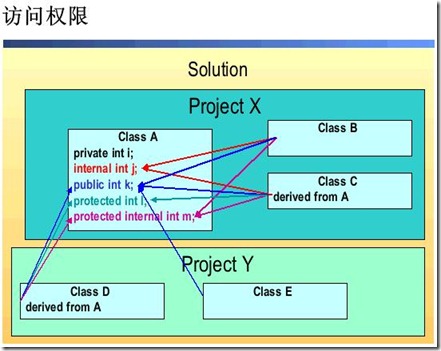 访问权限
Solution
Project X
Class A
private int i;
internal int j;
public int k;
protected int l;
protected internal int m;
Class B
Class C
derived from A
Project Y
Class D
derived from A
Class E